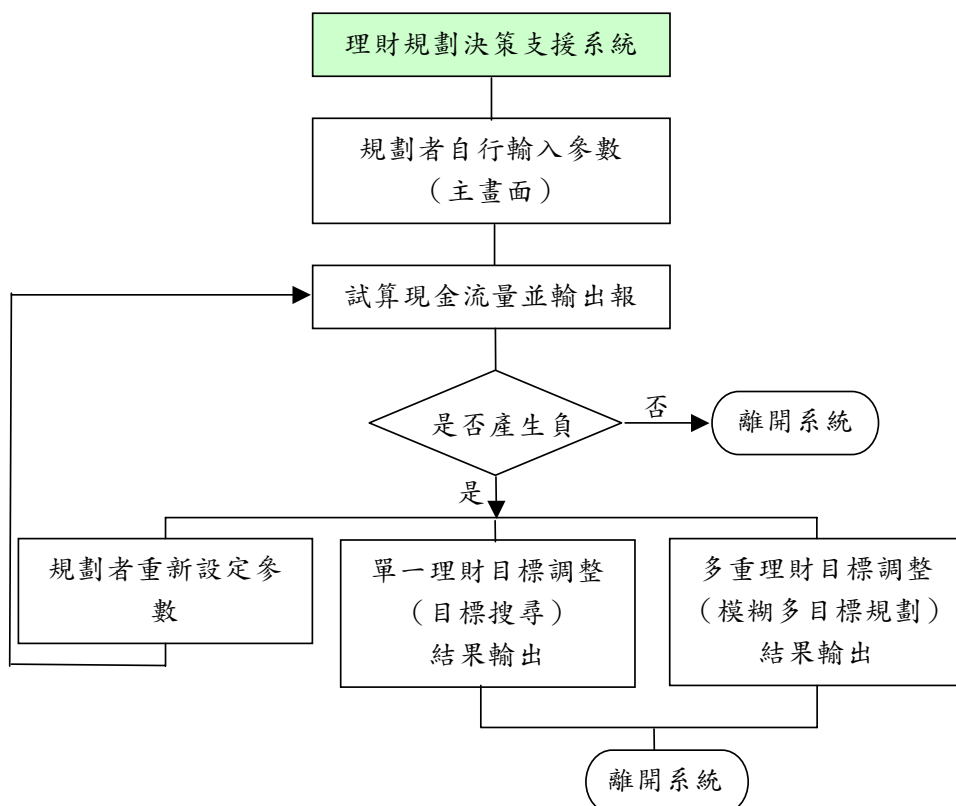 理財規劃決策支援系統
規劃者自行輸入參數
（主畫面）
試算現金流量並輸出報
是否產生負
否
離開系統
是
規劃者重新設定參
數
單一理財目標調整
（目標搜尋）
結果輸出
多重理財目標調整
（模糊多目標規劃）
結果輸出
離開系統